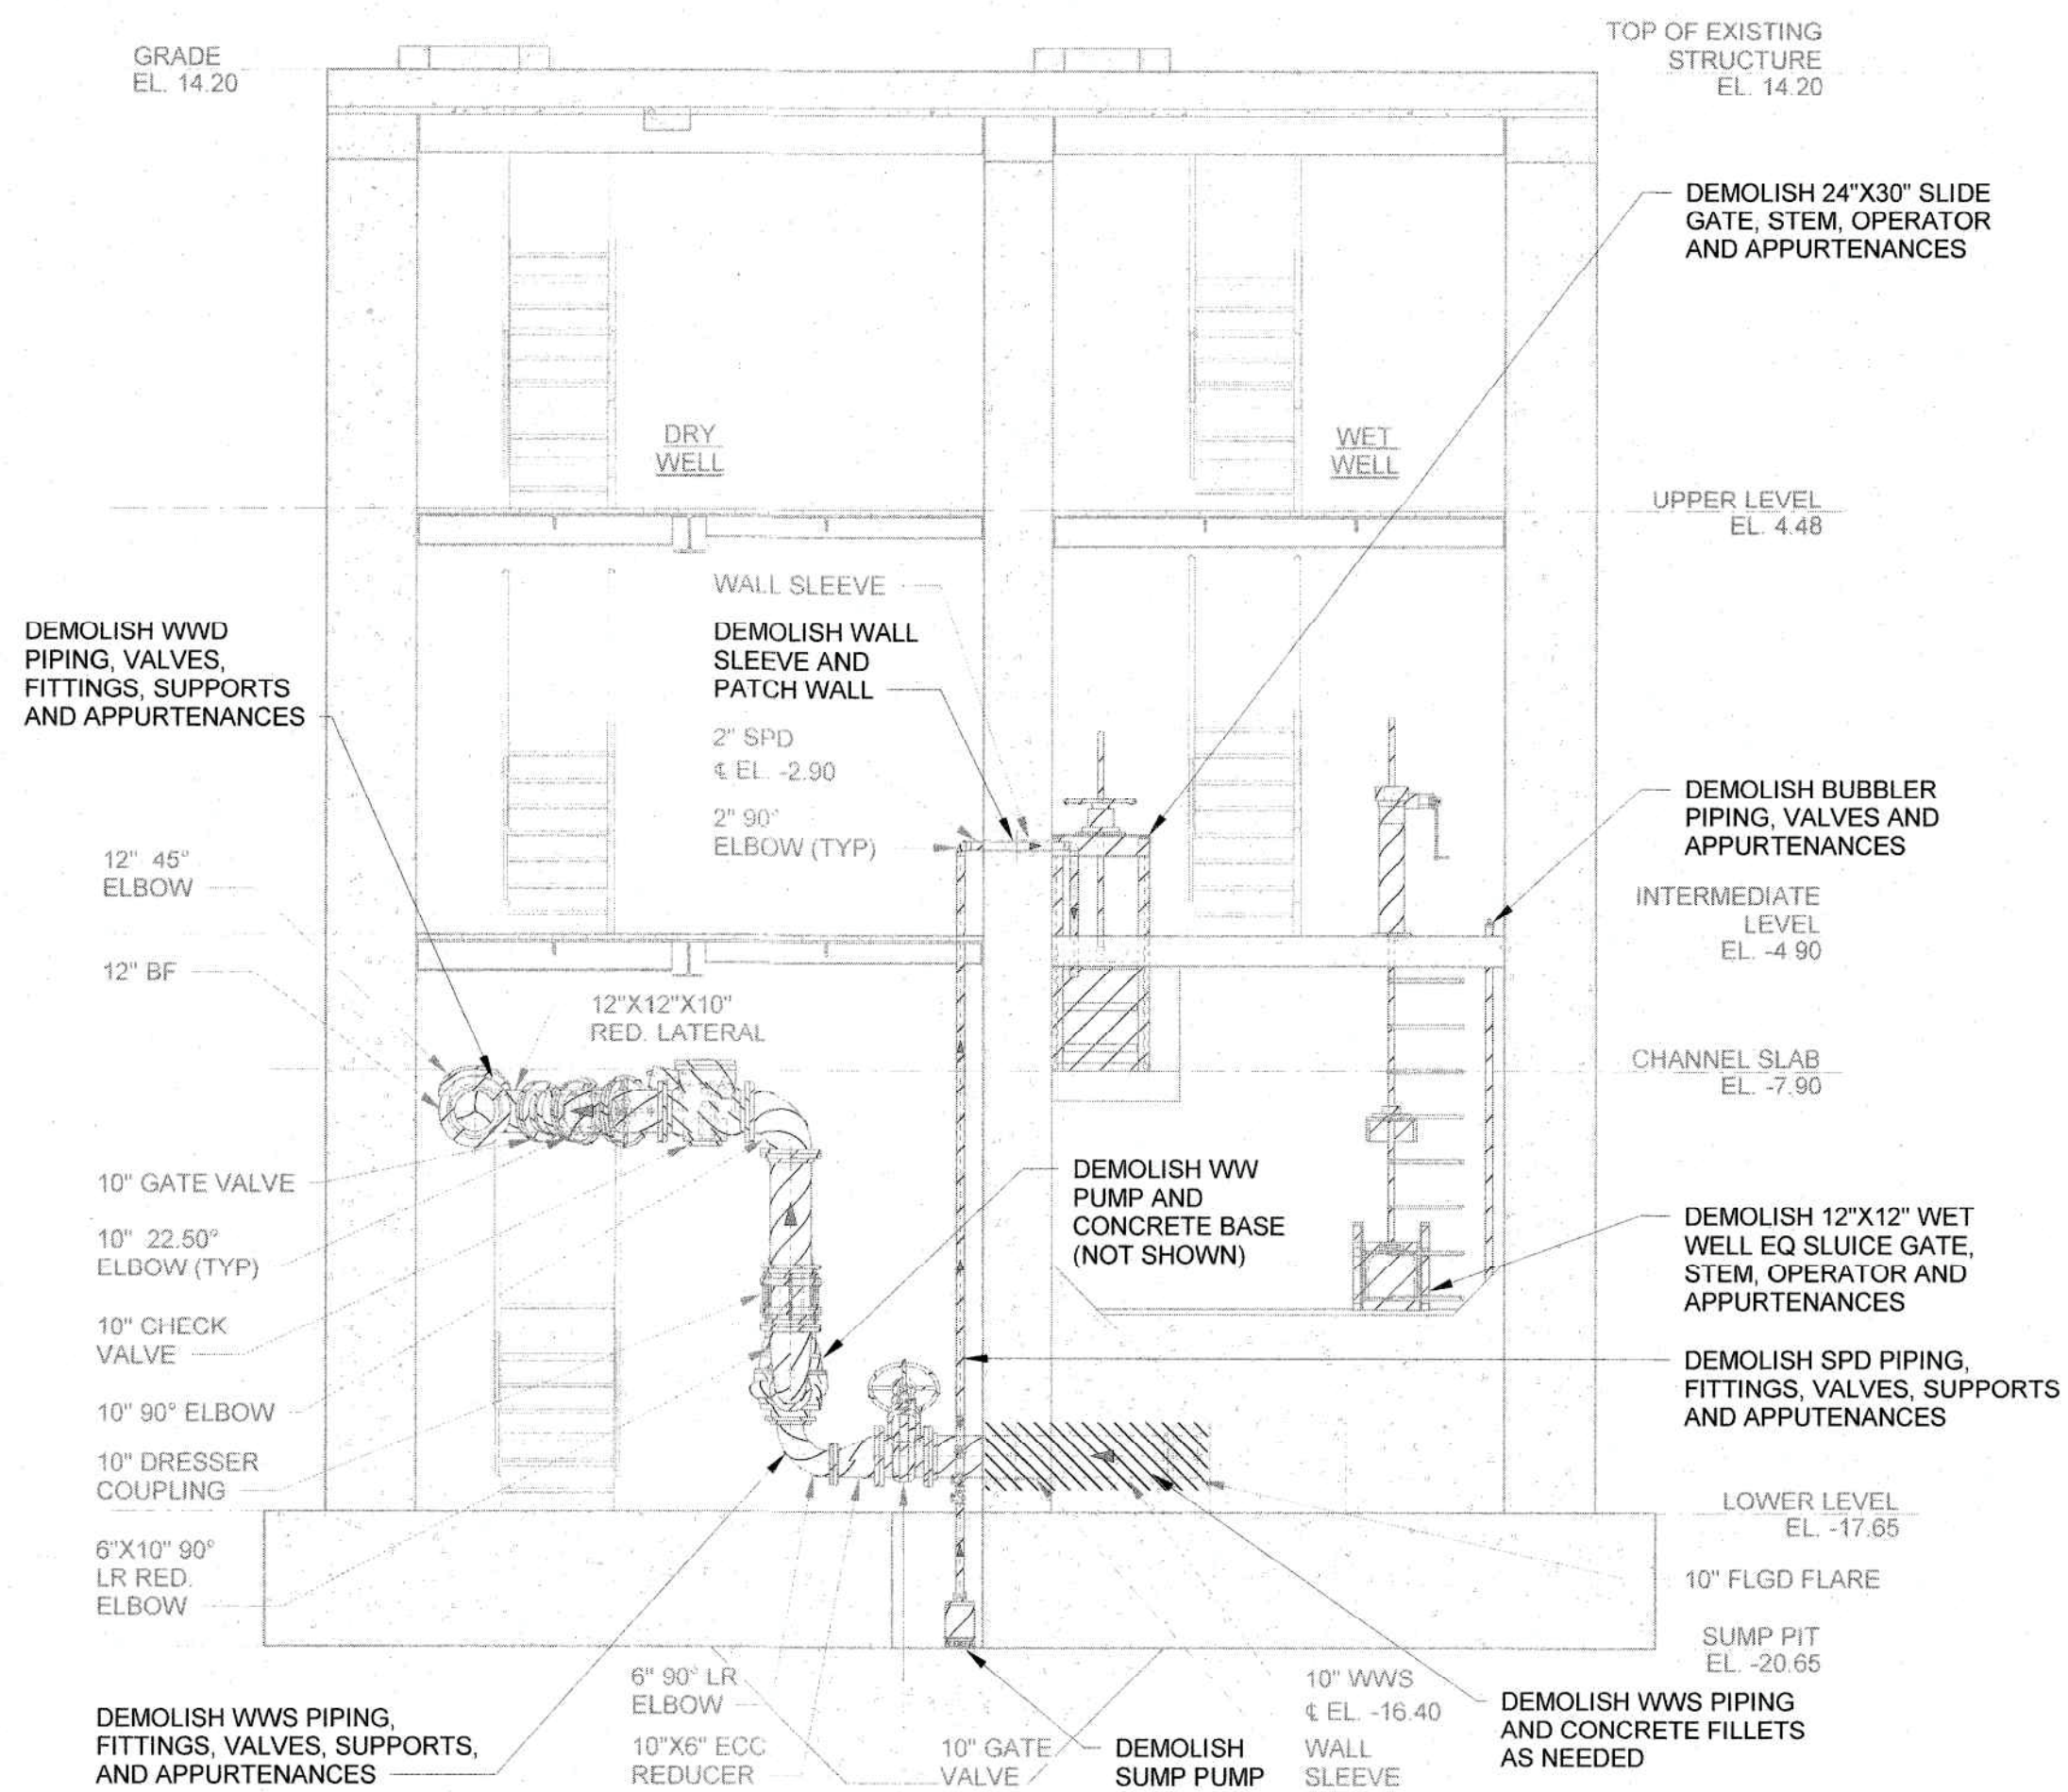 GRADE
EL. 14.20
TOP OF EXISTING
STRUCTURE
EL. 14.20
DEMOLISH 24"X30" SLIDE
GATE, STEM, OPERATOR
AND APPURTENANCES
DRY
WELL
WET
WELL
UPPER LEVEL
EL. 4.48
WALL SLEEVE
DEMOLISH WALL
SLEEVE AND
PATCH WALL
2" SPD
℄ EL. -2.90
2" 90°
ELBOW (TYP)
DEMOLISH WWD
PIPING, VALVES,
FITTINGS, SUPPORTS
AND APPURTENANCES
DEMOLISH BUBBLER
PIPING, VALVES AND
APPURTENANCES
12" 45°
ELBOW
12" BF
12"X12"X10"
RED. LATERAL
INTERMEDIATE
LEVEL
EL. -4.90
CHANNEL SLAB
EL. -7.90
10" GATE VALVE
10" 22.50°
ELBOW (TYP)
10" CHECK
VALVE
10" 90° ELBOW
10" DRESSER
COUPLING
6"X10" 90°
LR RED.
ELBOW
DEMOLISH WW
PUMP AND
CONCRETE BASE
(NOT SHOWN)
DEMOLISH 12"X12" WET
WELL EQ SLUICE GATE,
STEM, OPERATOR AND
APPURTENANCES
DEMOLISH SPD PIPING,
FITTINGS, VALVES, SUPPORTS
AND APPUTENANCES
LOWER LEVEL
EL. -17.65
10" FLGD FLARE
SUMP PIT
EL. -20.65
DEMOLISH WWS PIPING,
FITTINGS, VALVES, SUPPORTS,
AND APPURTENANCES
6" 90° LR
ELBOW
10"X6" ECC
REDUCER
10" GATE
VALVE
DEMOLISH
SUMP PUMP
10" WWS
℄ EL. -16.40
WALL
SLEEVE
DEMOLISH WWS PIPING
AND CONCRETE FILLETS
AS NEEDED